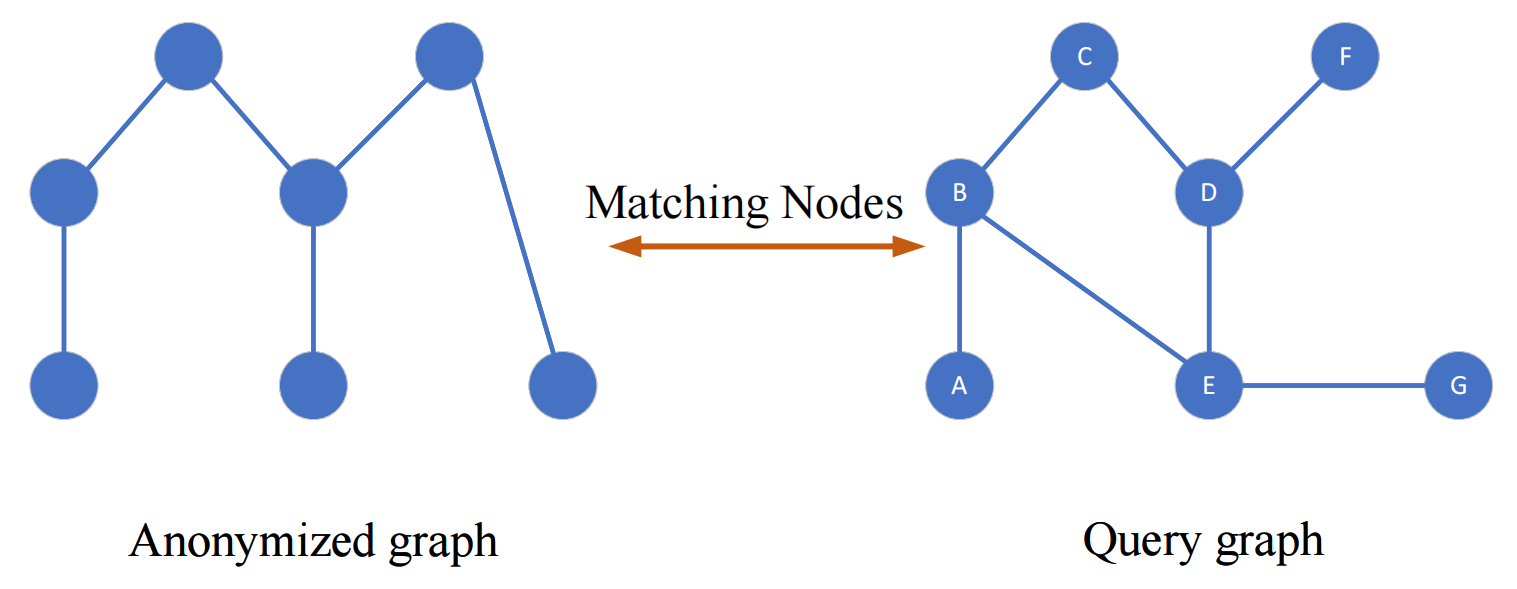 C
F
Matching Nodes
B
D
A
E
G
Anonymized graph
Query graph